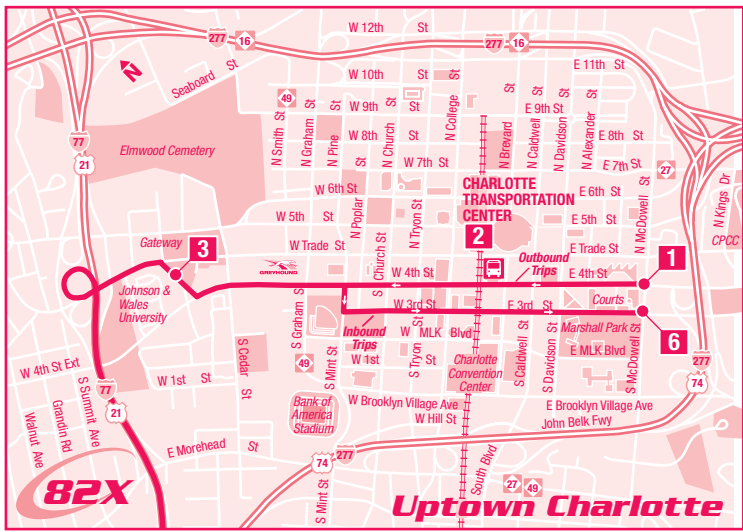 W 12th St
277
16
277
16
E 11th St
Seaboard St
W 10th St
N
49
W 9th St
E 9th St
N Smith St
N Graham St
N Pine St
N Church St
N College St
N Brevard St
N Caldwell St
N Davidson St
N Alexander St
77
21
W 8th St
E 8th St
Elmwood Cemetery
W 7th St
E 7th St
27
W 6th St
E 6th St
CHARLOTTE
TRANSPORTATION
CENTER
2
N Poplar St
N Tryon St
N McDowell St
N Kings Dr
W 5th St
E 5th St
CPCC
Gateway
3
W Trade St
E Trade St
Church St
GREYHOUND
W 4th St
Outbound
Trips
E 4th St
1
Johnson &
Wales
University
S
W 3rd St
E 3rd St
Courts
6
Inbound
Trips
W MLK Blvd
Marshall Park
E MLK Blvd
S Graham St
S Mint St
S Tryon St
S Caldwell St
S Davidson St
S McDowell St
W 4th St Ext
49
W 1st St
W 1st St
Charlotte
Convention
Center
277
74
S Cedar St
77
21
Walnut Ave
Grandin Rd
S Summit Ave
Bank of
America
Stadium
W Brooklyn Village Ave
E Brooklyn Village Ave
W Hill St
John Belk Fwy
E Morehead St
277
74
S Mint St
South Blvd
27
49
82X
Uptown Charlotte